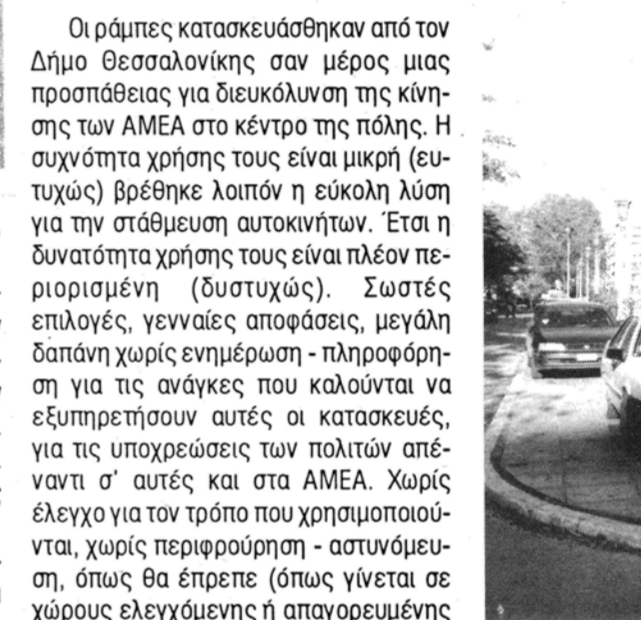 Οι ράμπες κατασκευάσθηκαν από τον
Δήμο Θεσσαλονίκης σαν μέρος μιας
προσπάθειας για διευκόλυνση της κίνη-
σης των ΑΜΕΑ στο κέντρο της πόλης. Η
συχνότητα χρήσης τους είναι μικρή (ευ-
τυχώς) βρέθηκε λοιπόν η εύκολη λύση
για την στάθμευση αυτοκινήτων. Έτσι η
δυνατότητα χρήσης τους είναι πλέον πε-
ριορισμένη (δυστυχώς). Σωστές
επιλογές, γενναίες αποφάσεις, μεγάλη
δαπάνη χωρίς ενημέρωση - πληροφόρη-
ση για τις ανάγκες που καλούνται να
εξυπηρετήσουν αυτές οι κατασκευές,
για τις υποχρεώσεις των πολιτών απέ-
ναντι σ' αυτές και στα ΑΜΕΑ. Χωρίς
έλεγχο για τον τρόπο που χρησιμοποιού-
νται, χωρίς περιφρούρηση - αστυνόμευ-
ση, όπως θα έπρεπε (όπως γίνεται σε
χώρους ελεγχόμενης ή απαγορευμένης